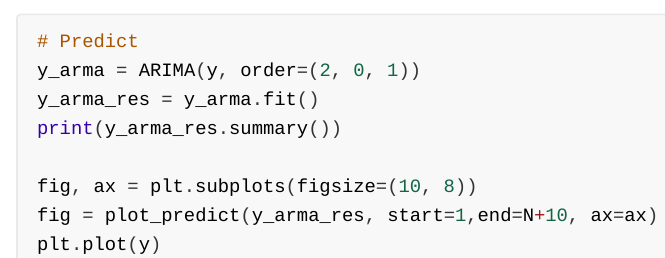 # Predict
y_arma = ARIMA(y, order=(2, 0, 1))
y_arma_res = y_arma.fit()
print(y_arma_res.summary())
fig, ax = plt.subplots(figsize=(10, 8))
fig = plot_predict(y_arma_res, start=1,end=N+10, ax=ax)
plt.plot(y)